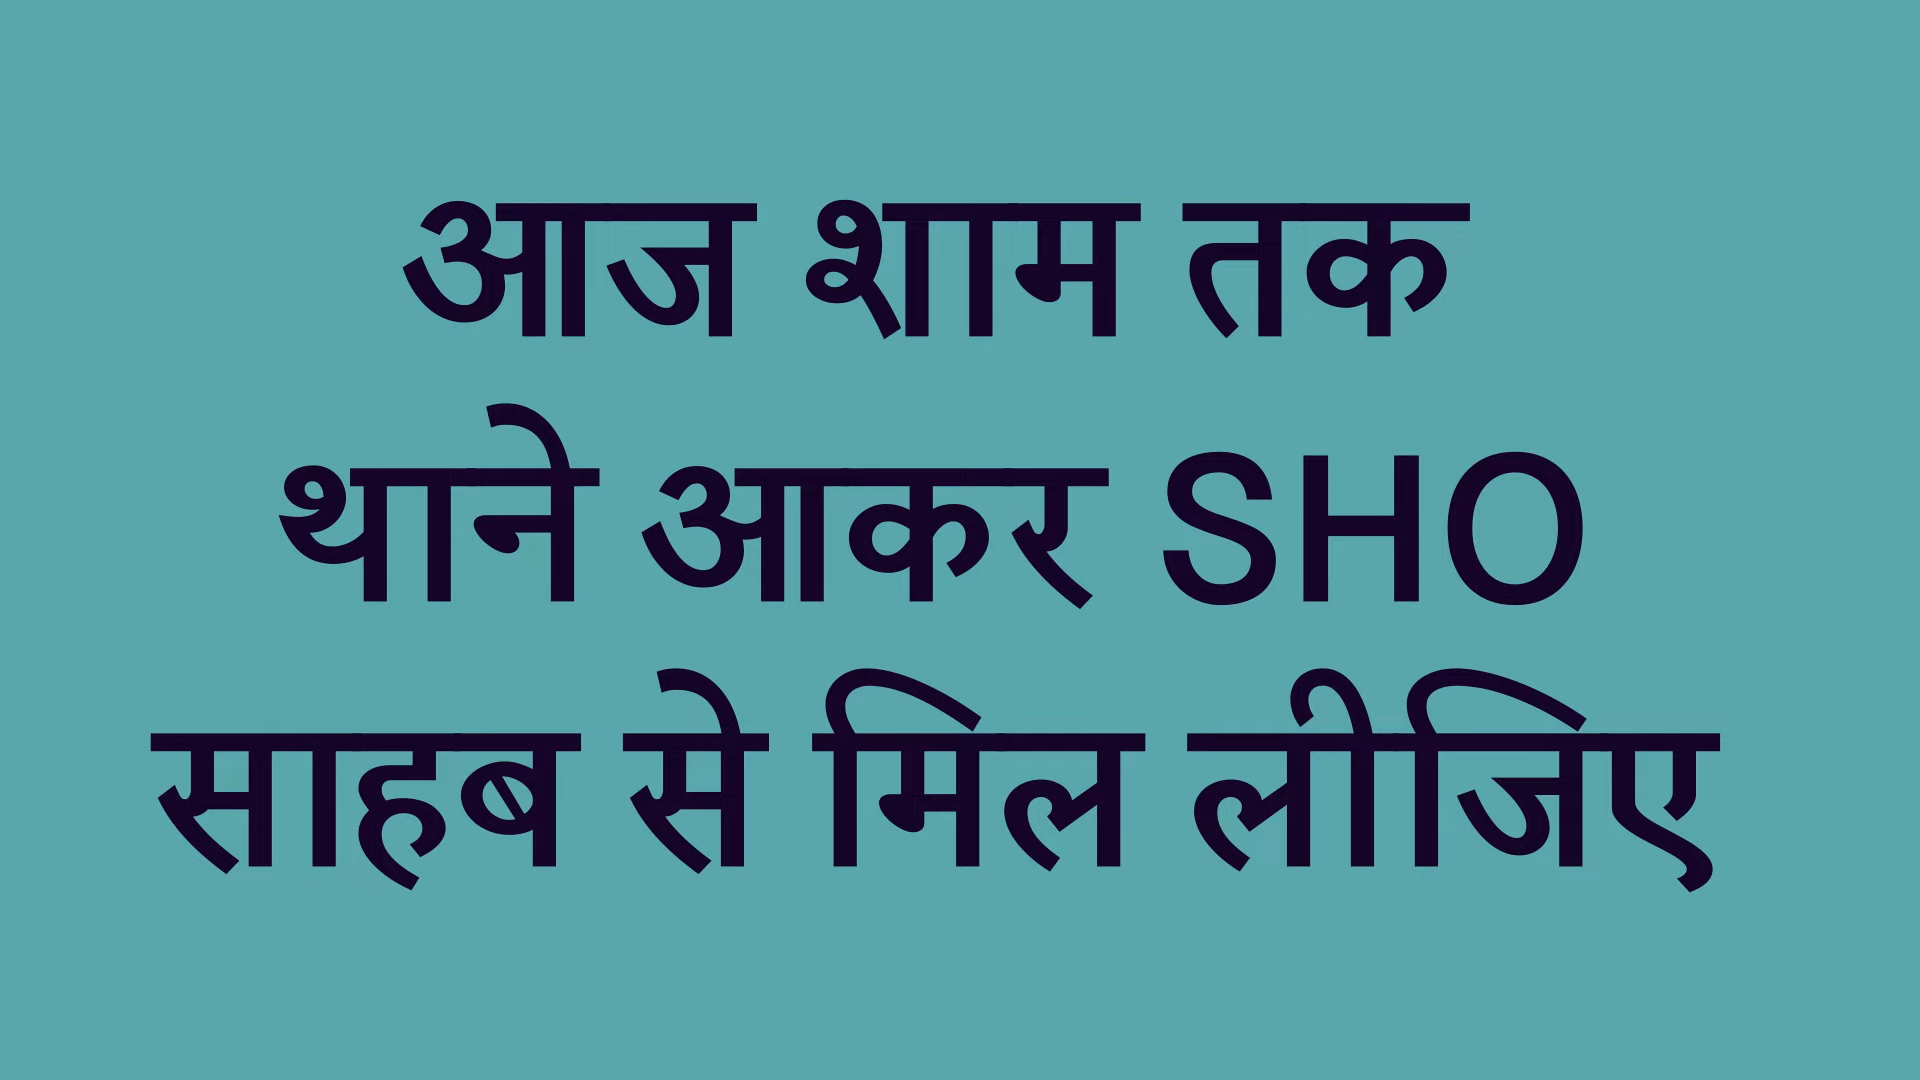 आज शाम तक
थाने आकर SHO
साहब से मिल लीजिए